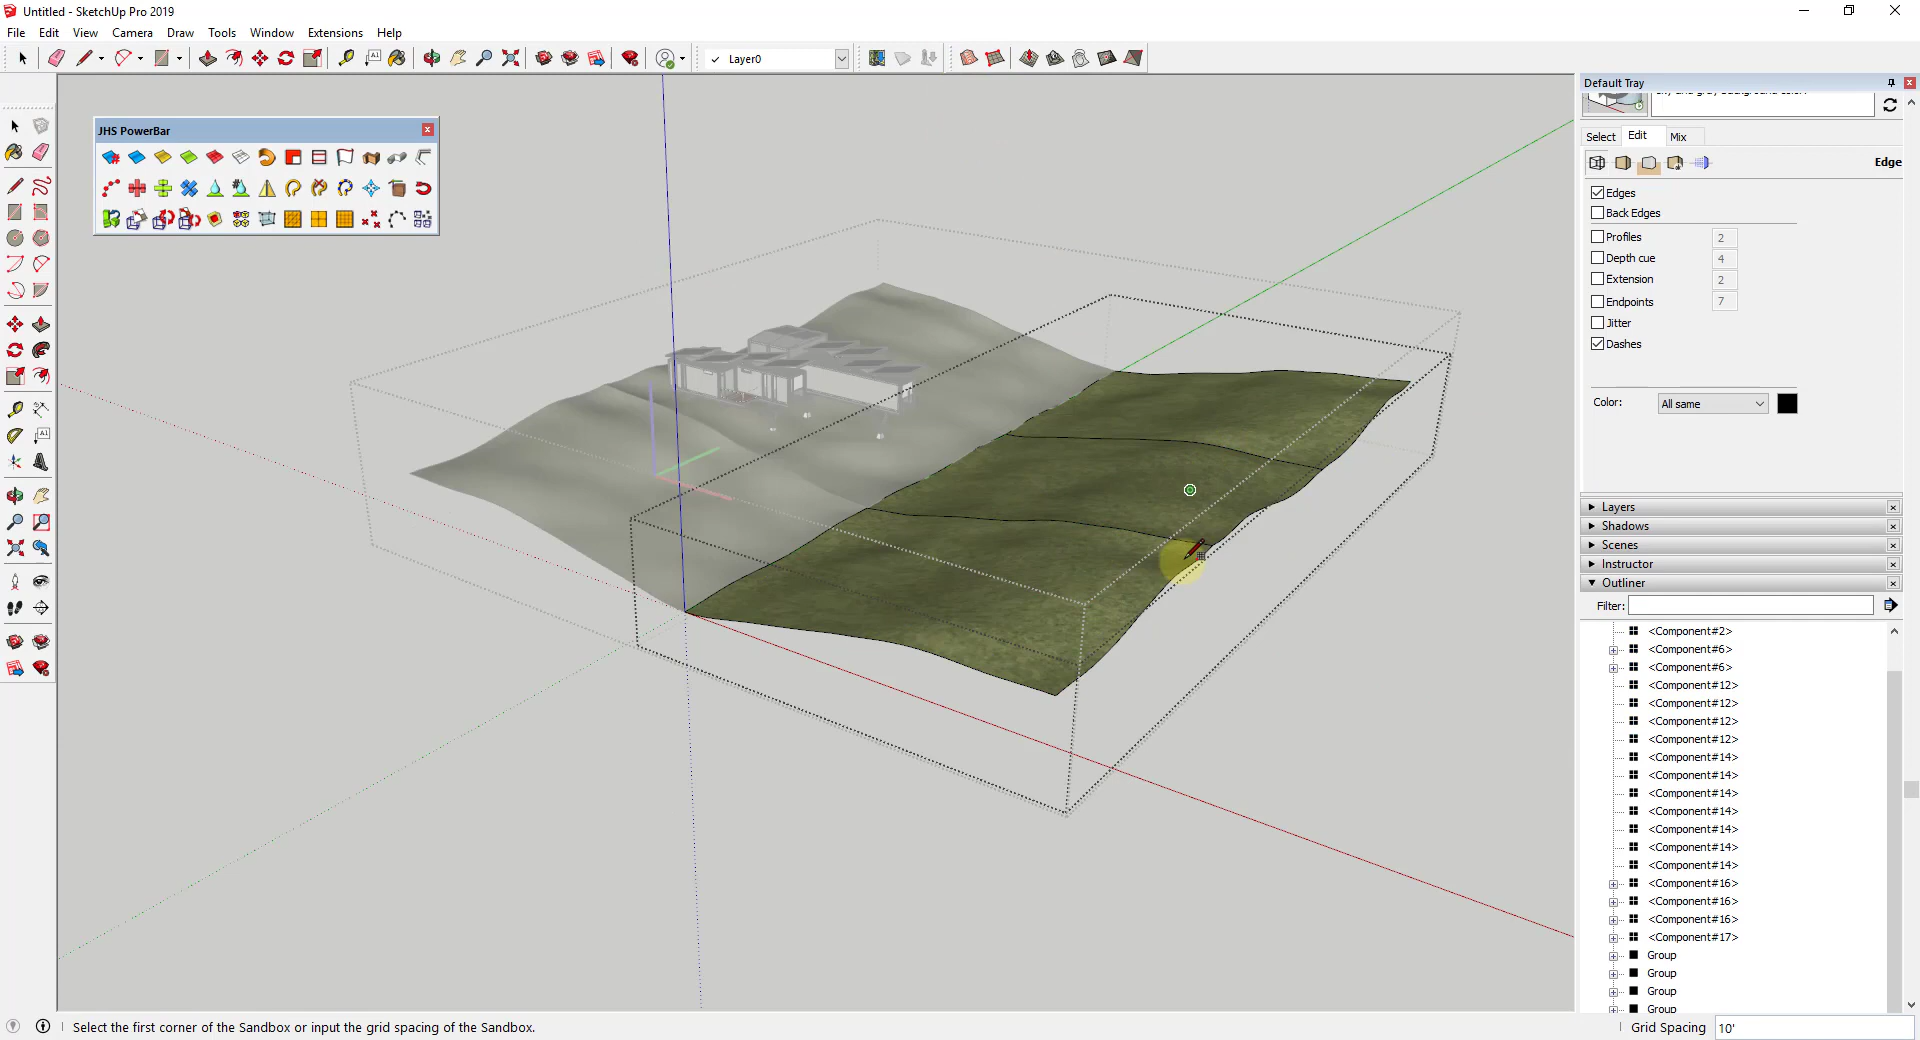 Untitled - SketchUp Pro 2019
File Edit View Camera Draw Tools Window Extensions Help
Layer0
Default Tray
JHS PowerBar
Select Edit Mix
Edge
Edges
Back Edges
Profiles 2
Depth cue 4
Extension 2
Endpoints 7
Jitter
Dashes
Color: All same
Layers
Shadows
Scenes
Instructor
Outliner
Filter:
<Component#2>
<Component#6>
<Component#6>
<Component#12>
<Component#12>
<Component#12>
<Component#12>
<Component#14>
<Component#14>
<Component#14>
<Component#14>
<Component#14>
<Component#14>
<Component#14>
<Component#16>
<Component#16>
<Component#16>
<Component#17>
Group
Group
Group
Group
Select the first corner of the Sandbox or input the grid spacing of the Sandbox.
Grid Spacing 10'